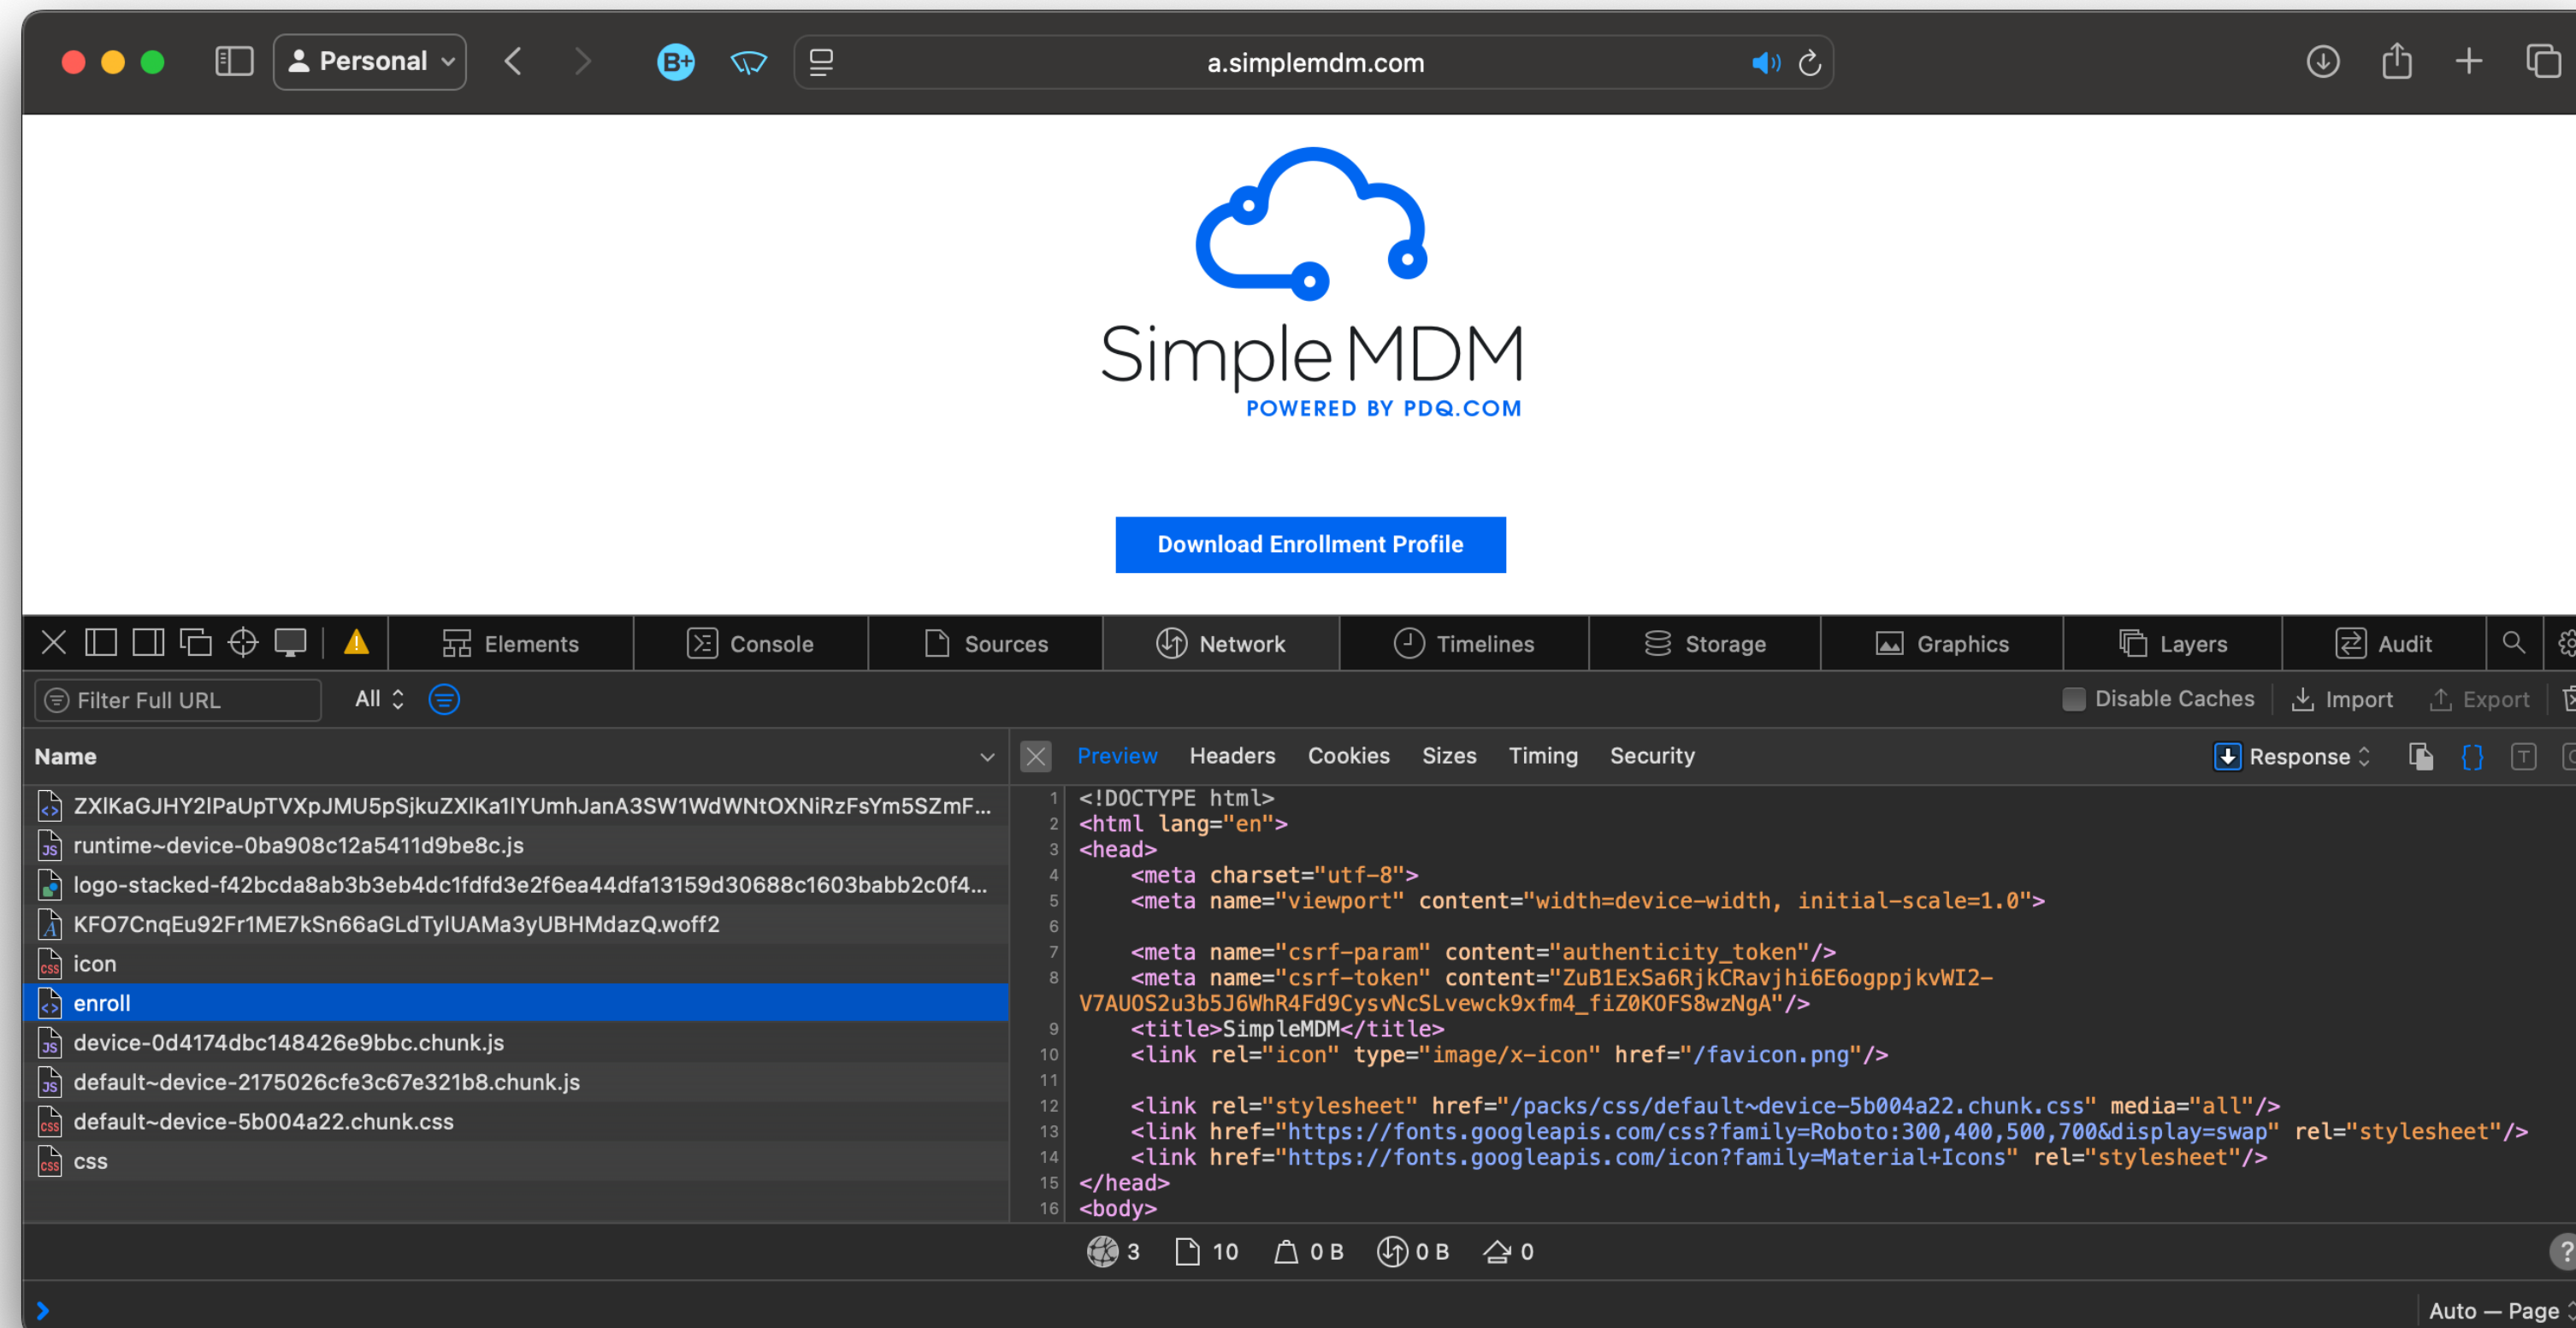 Personal
B+
a.simplemdm.com
SimpleMDM
POWERED BY PDQ.COM
Download Enrollment Profile
Elements
Console
Sources
Network
Timelines
Storage
Graphics
Layers
Audit
Filter Full URL
All
Disable Caches
Import
Export
Name
Preview Headers Cookies Sizes Timing Security
Response
ZXlKaGJHY2lPaUpTVXpJMU5pSjkuZXlKa1lYUmhJanA3SW1WdWNtOXNiRzFsYm5SZmF...
runtime~device-0ba908c12a5411d9be8c.js
logo-stacked-f42bcda8ab3b3eb4dc1fdfd3e2f6ea44dfa13159d30688c1603babb2c0f4...
KFO7CnqEu92Fr1ME7kSn66aGLdTylUAMa3yUBHMdazQ.woff2
icon
enroll
device-0d4174dbc148426e9bbc.chunk.js
default~device-2175026cfe3c67e321b8.chunk.js
default~device-5b004a22.chunk.css
css
1 <!DOCTYPE html>
2 <html lang="en">
3 <head>
4 <meta charset="utf-8">
5 <meta name="viewport" content="width=device-width, initial-scale=1.0">
6
7 <meta name="csrf-param" content="authenticity_token"/>
8 <meta name="csrf-token" content="ZuB1ExSa6RjkCRavjhi6E6ogppjkvWI2-
V7AUOS2u3b5J6WhR4Fd9CysvNcSLvewck9xfm4_fiZ0KOFS8wzNgA"/>
9 <title>SimpleMDM</title>
10 <link rel="icon" type="image/x-icon" href="/favicon.png"/>
11
12 <link rel="stylesheet" href="/packs/css/default~device-5b004a22.chunk.css" media="all"/>
13 <link href="https://fonts.googleapis.com/css?family=Roboto:300,400,500,700&display=swap" rel="stylesheet"/>
14 <link href="https://fonts.googleapis.com/icon?family=Material+Icons" rel="stylesheet"/>
15 </head>
16 <body>
3 10 0 B 0 B 0
Auto — Page